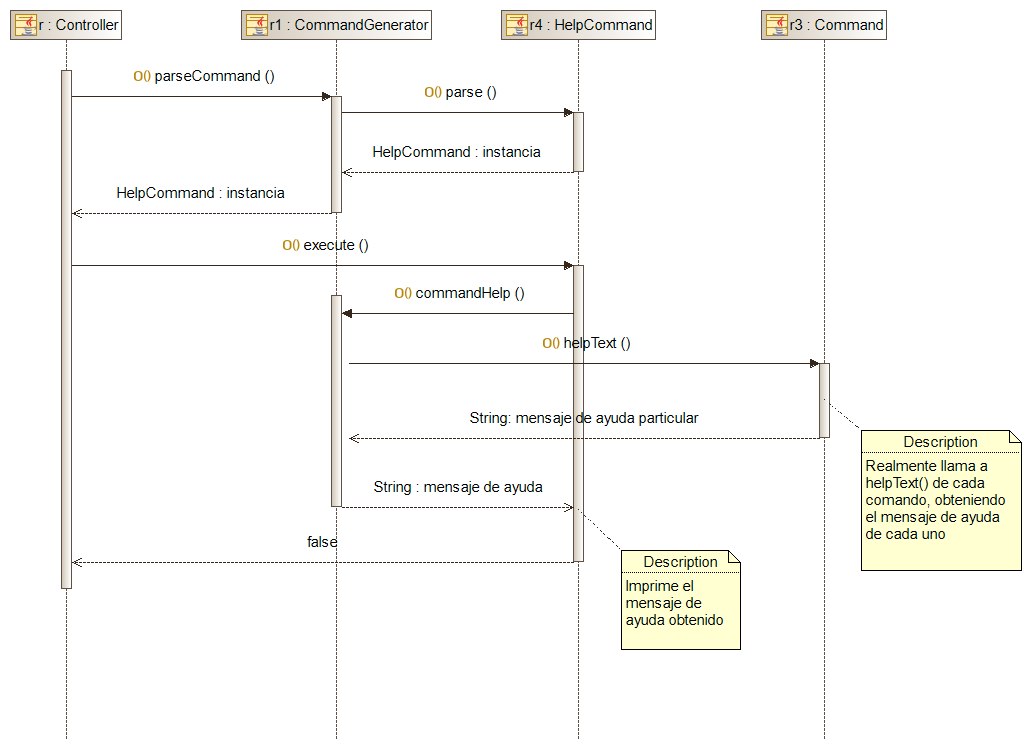 r : Controller
r1 : CommandGenerator
r4 : HelpCommand
r3 : Command
O() parseCommand ()
O() parse ()
HelpCommand : instancia
HelpCommand : instancia
O() execute ()
O() commandHelp ()
O() helpText ()
String: mensaje de ayuda particular
Description
Realmente llama a
helpText() de cada
comando, obteniendo
el mensaje de ayuda
de cada uno
String : mensaje de ayuda
false
Description
Imprime el
mensaje de
ayuda obtenido